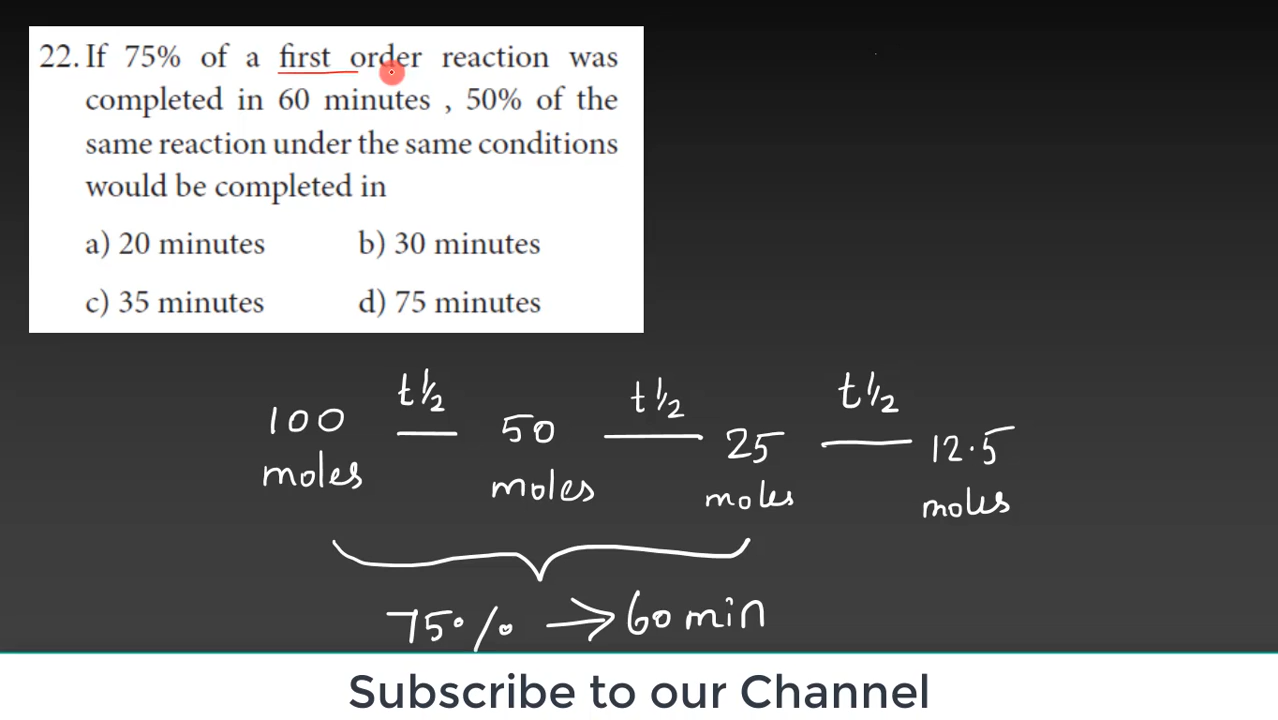 22. If 75% of a first order reaction was
completed in 60 minutes , 50% of the
same reaction under the same conditions
would be completed in
a) 20 minutes b) 30 minutes
c) 35 minutes d) 75 minutes
100 moles t½ 50 moles t½ 25 moles t½ 12.5 moles
75% → 60 min
Subscribe to our Channel